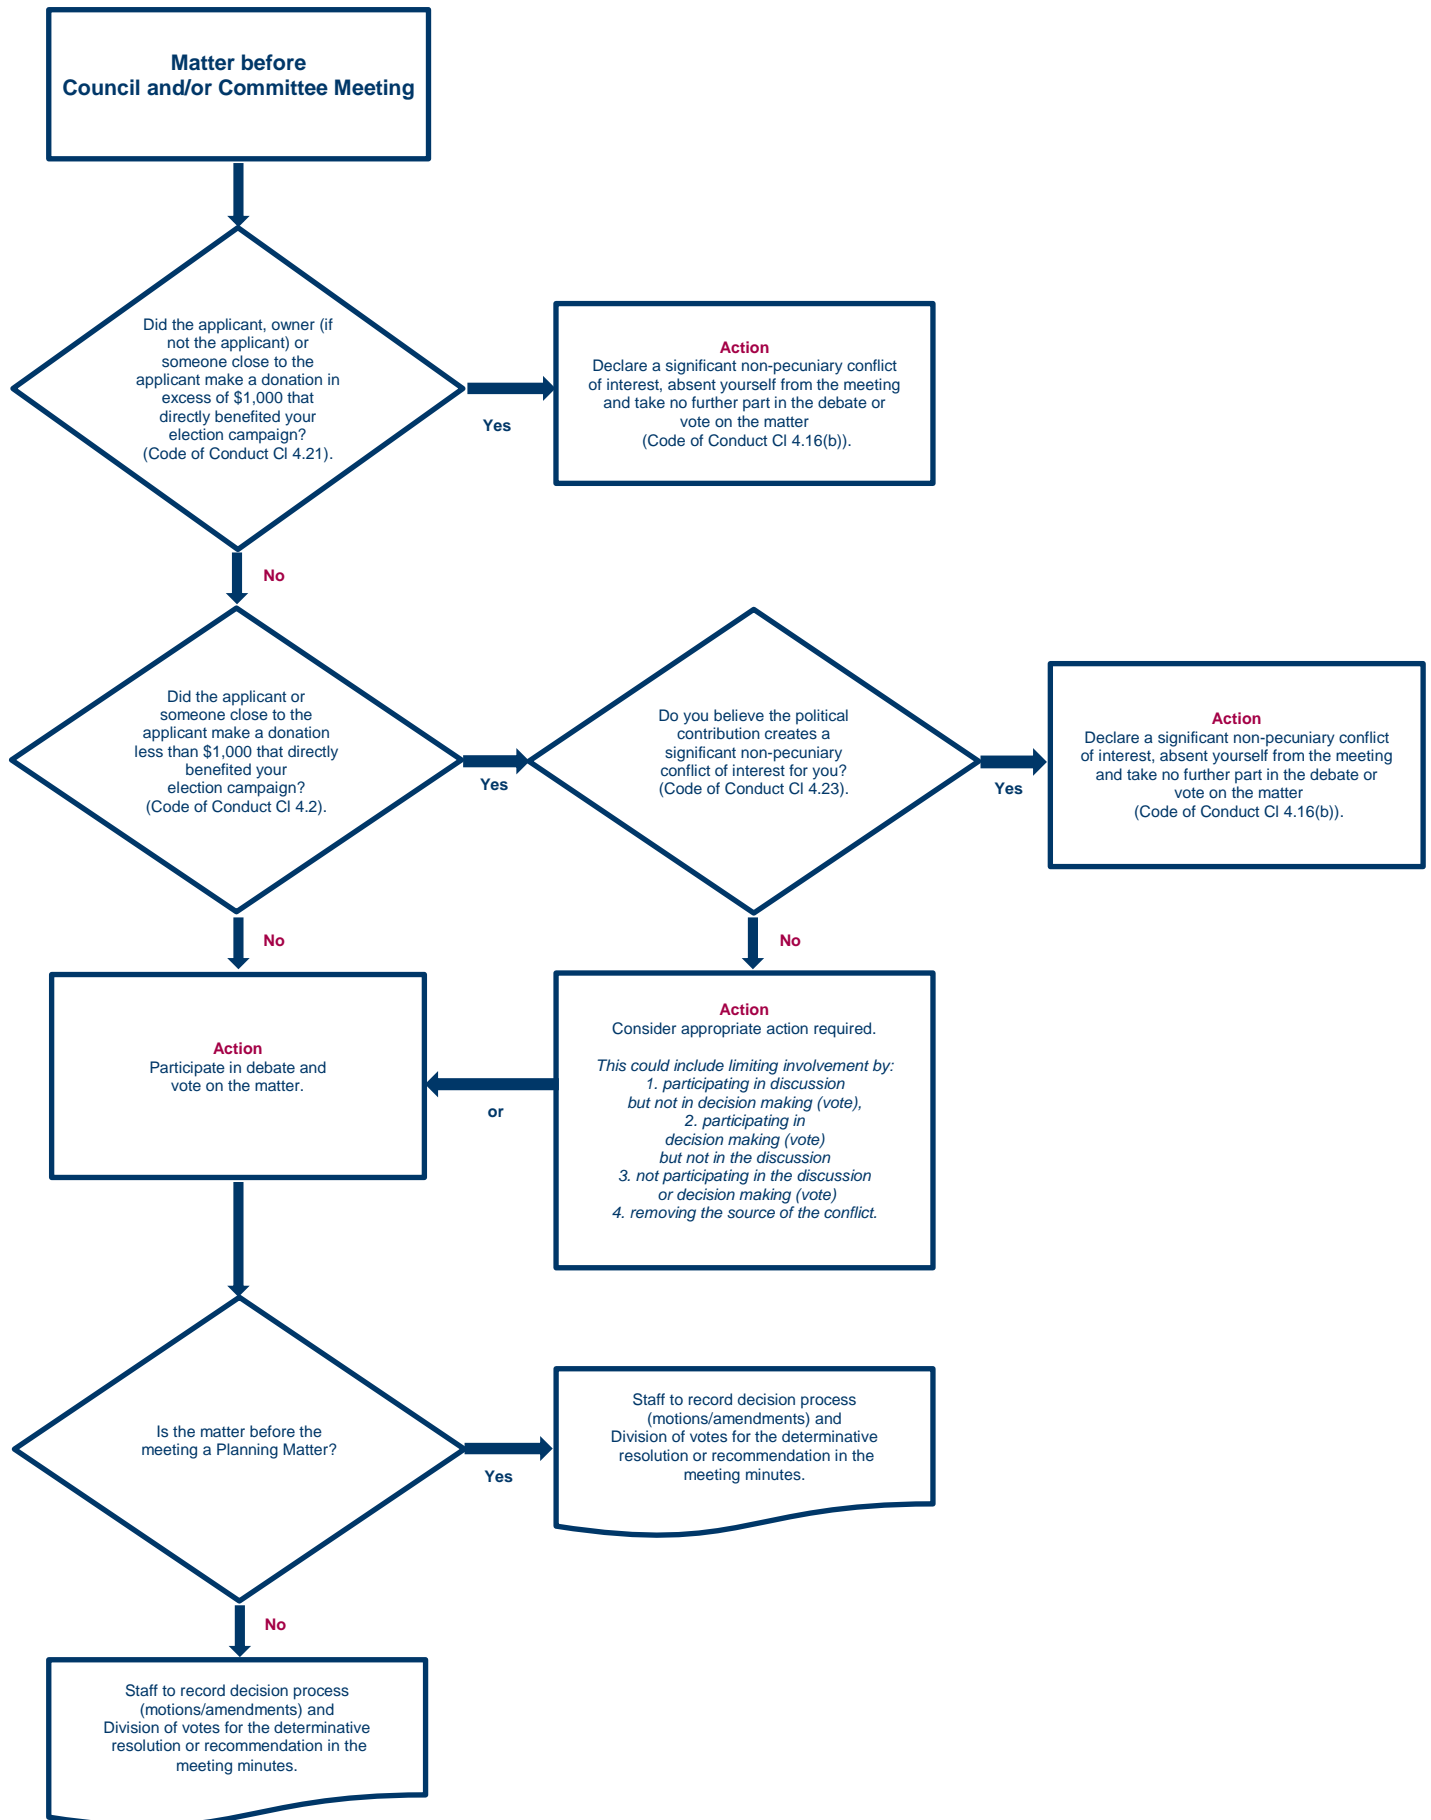 Matter before
Council and/or Committee Meeting
Did the applicant, owner (if
not the applicant) or
someone close to the
applicant make a donation in
excess of $1,000 that
directly benefited your
election campaign?
(Code of Conduct Cl 4.21).
Yes
Action
Declare a significant non-pecuniary conflict
of interest, absent yourself from the meeting
and take no further part in the debate or
vote on the matter
(Code of Conduct Cl 4.16(b)).
No
Did the applicant or
someone close to the
applicant make a donation
less than $1,000 that directly
benefited your
election campaign?
(Code of Conduct Cl 4.2).
Yes
Do you believe the political
contribution creates a
significant non-pecuniary
conflict of interest for you?
(Code of Conduct Cl 4.23).
Yes
Action
Declare a significant non-pecuniary conflict
of interest, absent yourself from the meeting
and take no further part in the debate or
vote on the matter
(Code of Conduct Cl 4.16(b)).
No
No
Action
Participate in debate and
vote on the matter.
or
Action
Consider appropriate action required.
This could include limiting involvement by:
1. participating in discussion
but not in decision making (vote),
2. participating in
decision making (vote)
but not in the discussion
3. not participating in the discussion
or decision making (vote)
4. removing the source of the conflict.
Is the matter before the
meeting a Planning Matter?
Yes
Staff to record decision process
(motions/amendments) and
Division of votes for the determinative
resolution or recommendation in the
meeting minutes.
No
Staff to record decision process
(motions/amendments) and
Division of votes for the determinative
resolution or recommendation in the
meeting minutes.